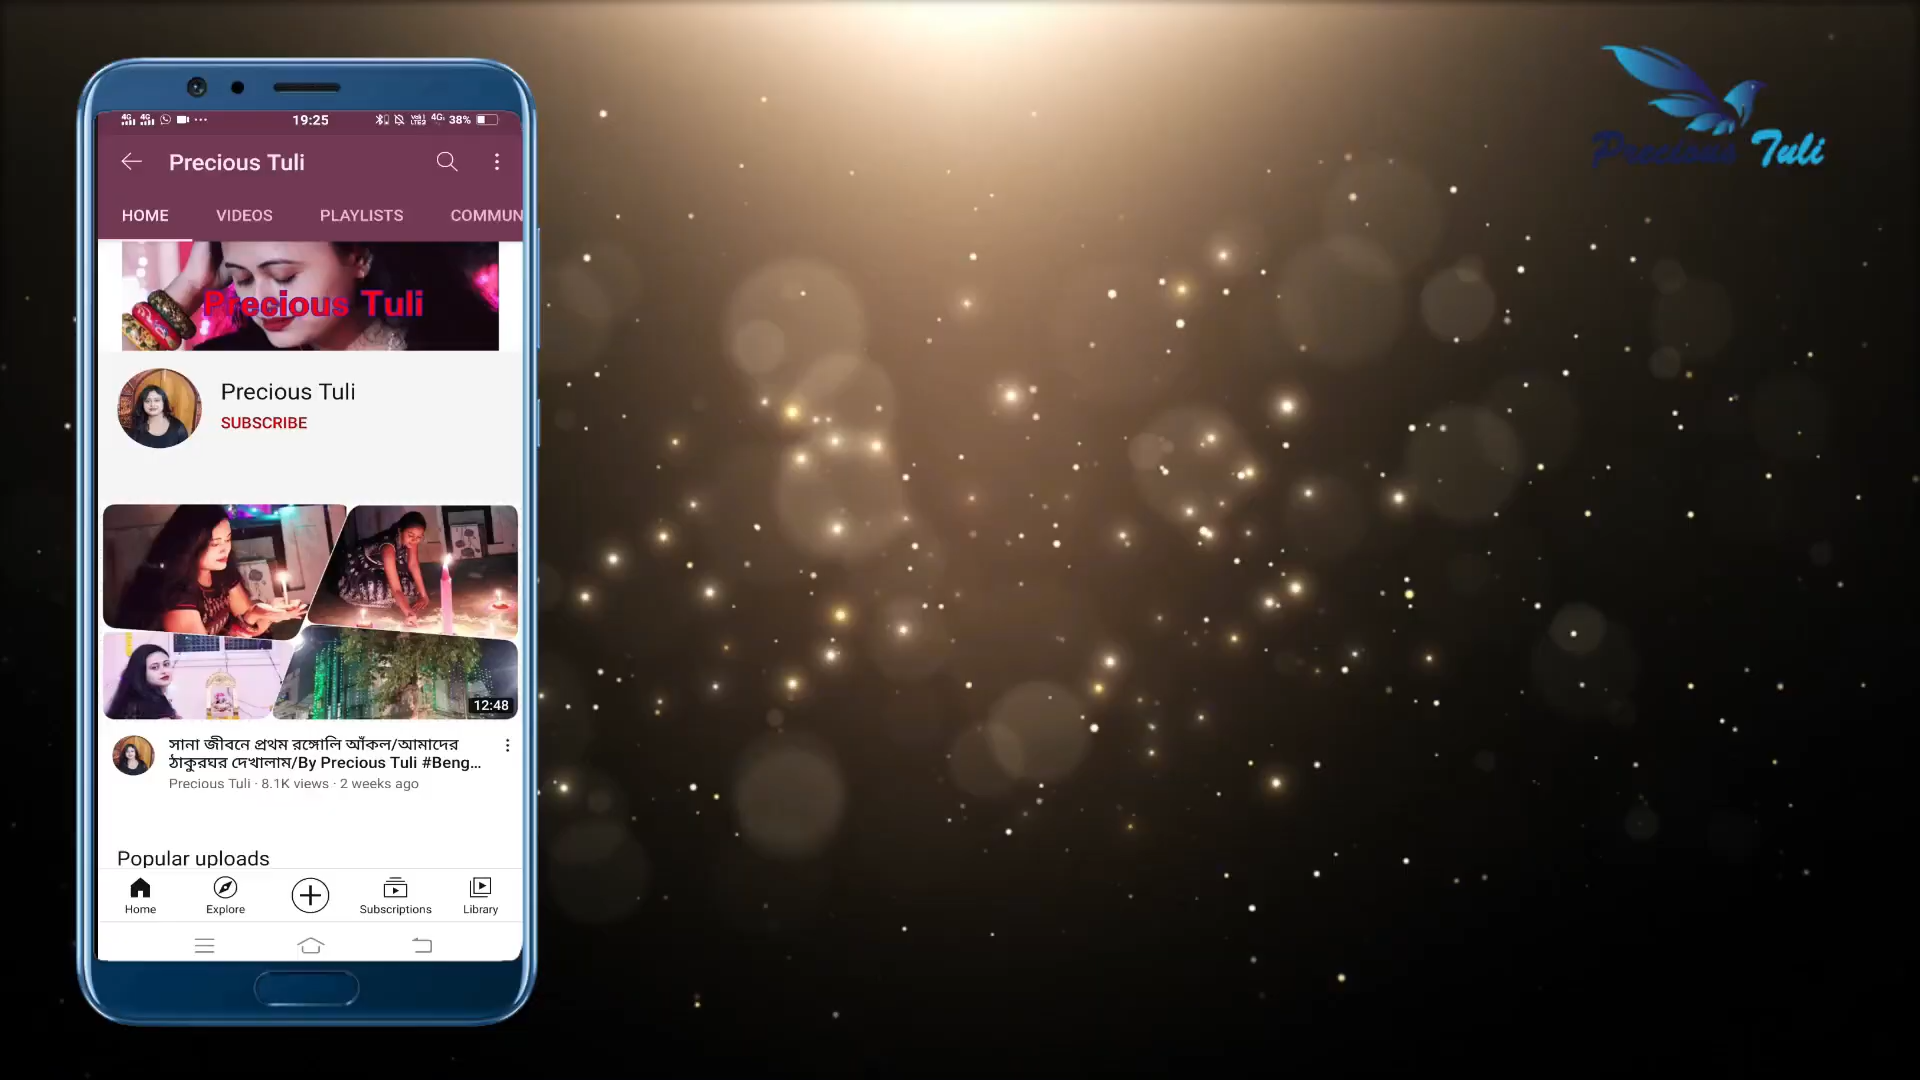 19:25
38%
Precious Tuli
HOME VIDEOS PLAYLISTS COMMUN
Precious Tuli
Precious Tuli
SUBSCRIBE
12:48
সানা জীবনে প্রথম রঙ্গোলি আঁকল/আমাদের
ঠাকুরঘর দেখালাম/By Precious Tuli #Beng...
Precious Tuli · 8.1K views · 2 weeks ago
Popular uploads
Home Explore Subscriptions Library
Precious Tuli